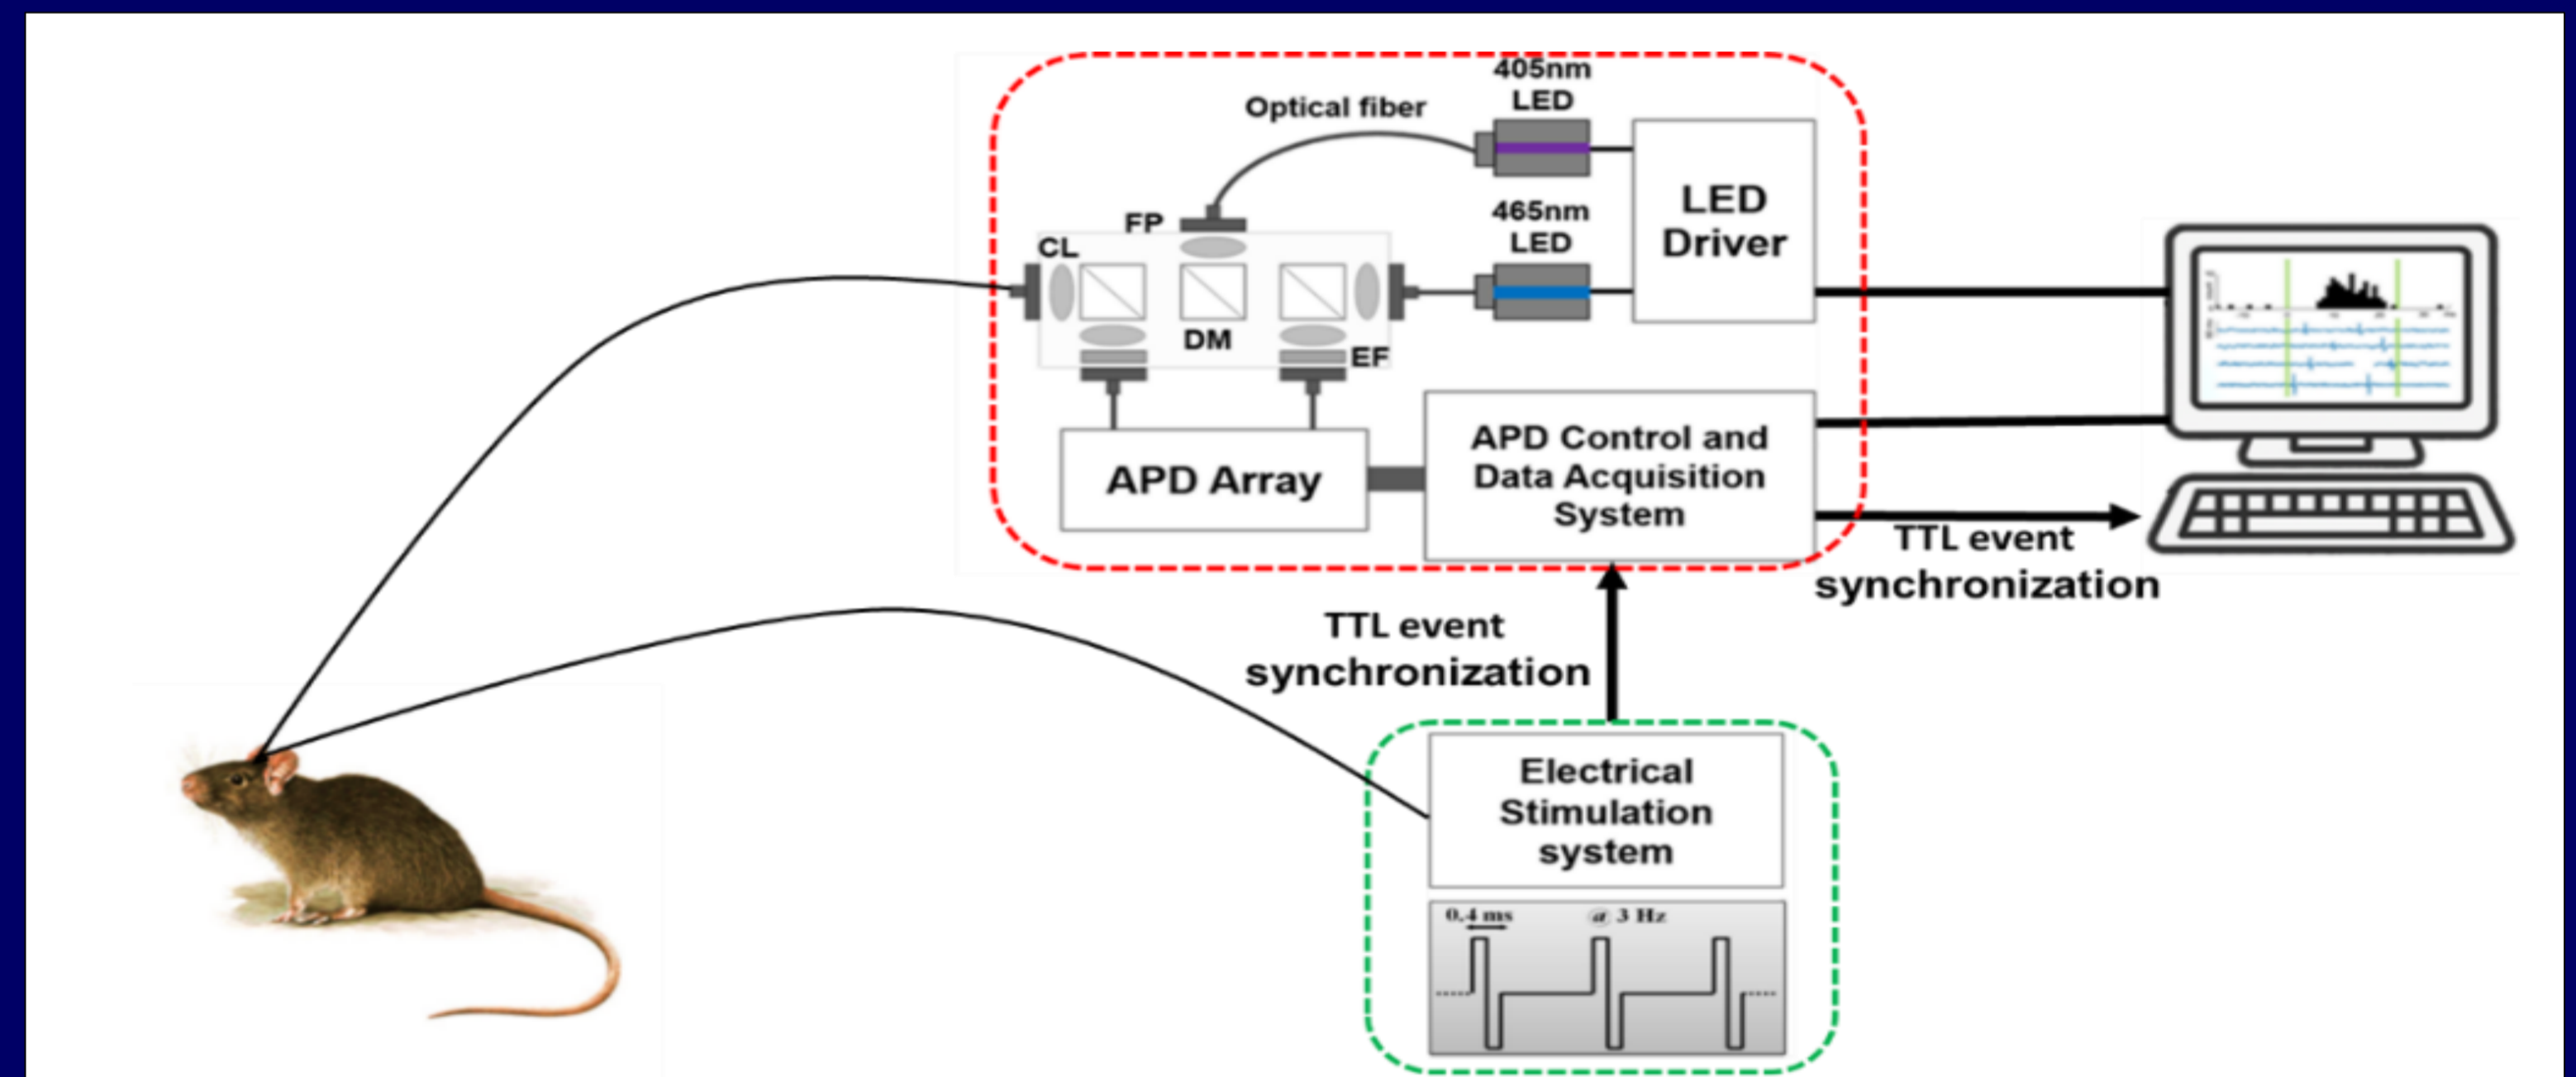 405nm
LED
Optical fiber
LED
Driver
465nm
LED
FP
CL
DM
EF
APD Array
APD Control and
Data Acquisition
System
TTL event
synchronization
TTL event
synchronization
Electrical
Stimulation
system
0.4 ms
@ 3 Hz